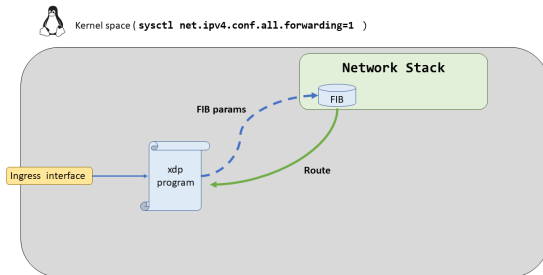 Kernel space ( sysctl net.ipv4.conf.all.forwarding=1 )
Network Stack
FIB
FIB params
xdp
program
Ingress interface
Route